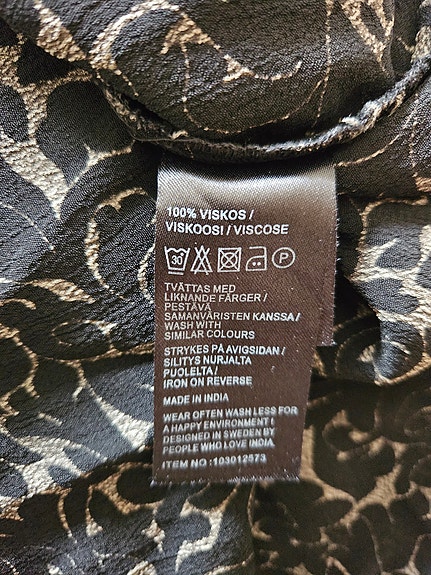 100% VISKOS /
VISKOOSI / VISCOSE
30 P
TVÄTTAS MED
LIKNANDE FÄRGER /
PESTÄVÄ
SAMANVÄRISTEN KANSSA /
WASH WITH
SIMILAR COLOURS
STRYKES PÅ AVIGSIDAN /
SILITYS NURJALTA
PUOLELTA /
IRON ON REVERSE
MADE IN INDIA
WEAR OFTEN WASH LESS FOR
A HAPPY ENVIRONMENT !
DESIGNED IN SWEDEN BY
PEOPLE WHO LOVE INDIA.
ITEM NO : 103012573